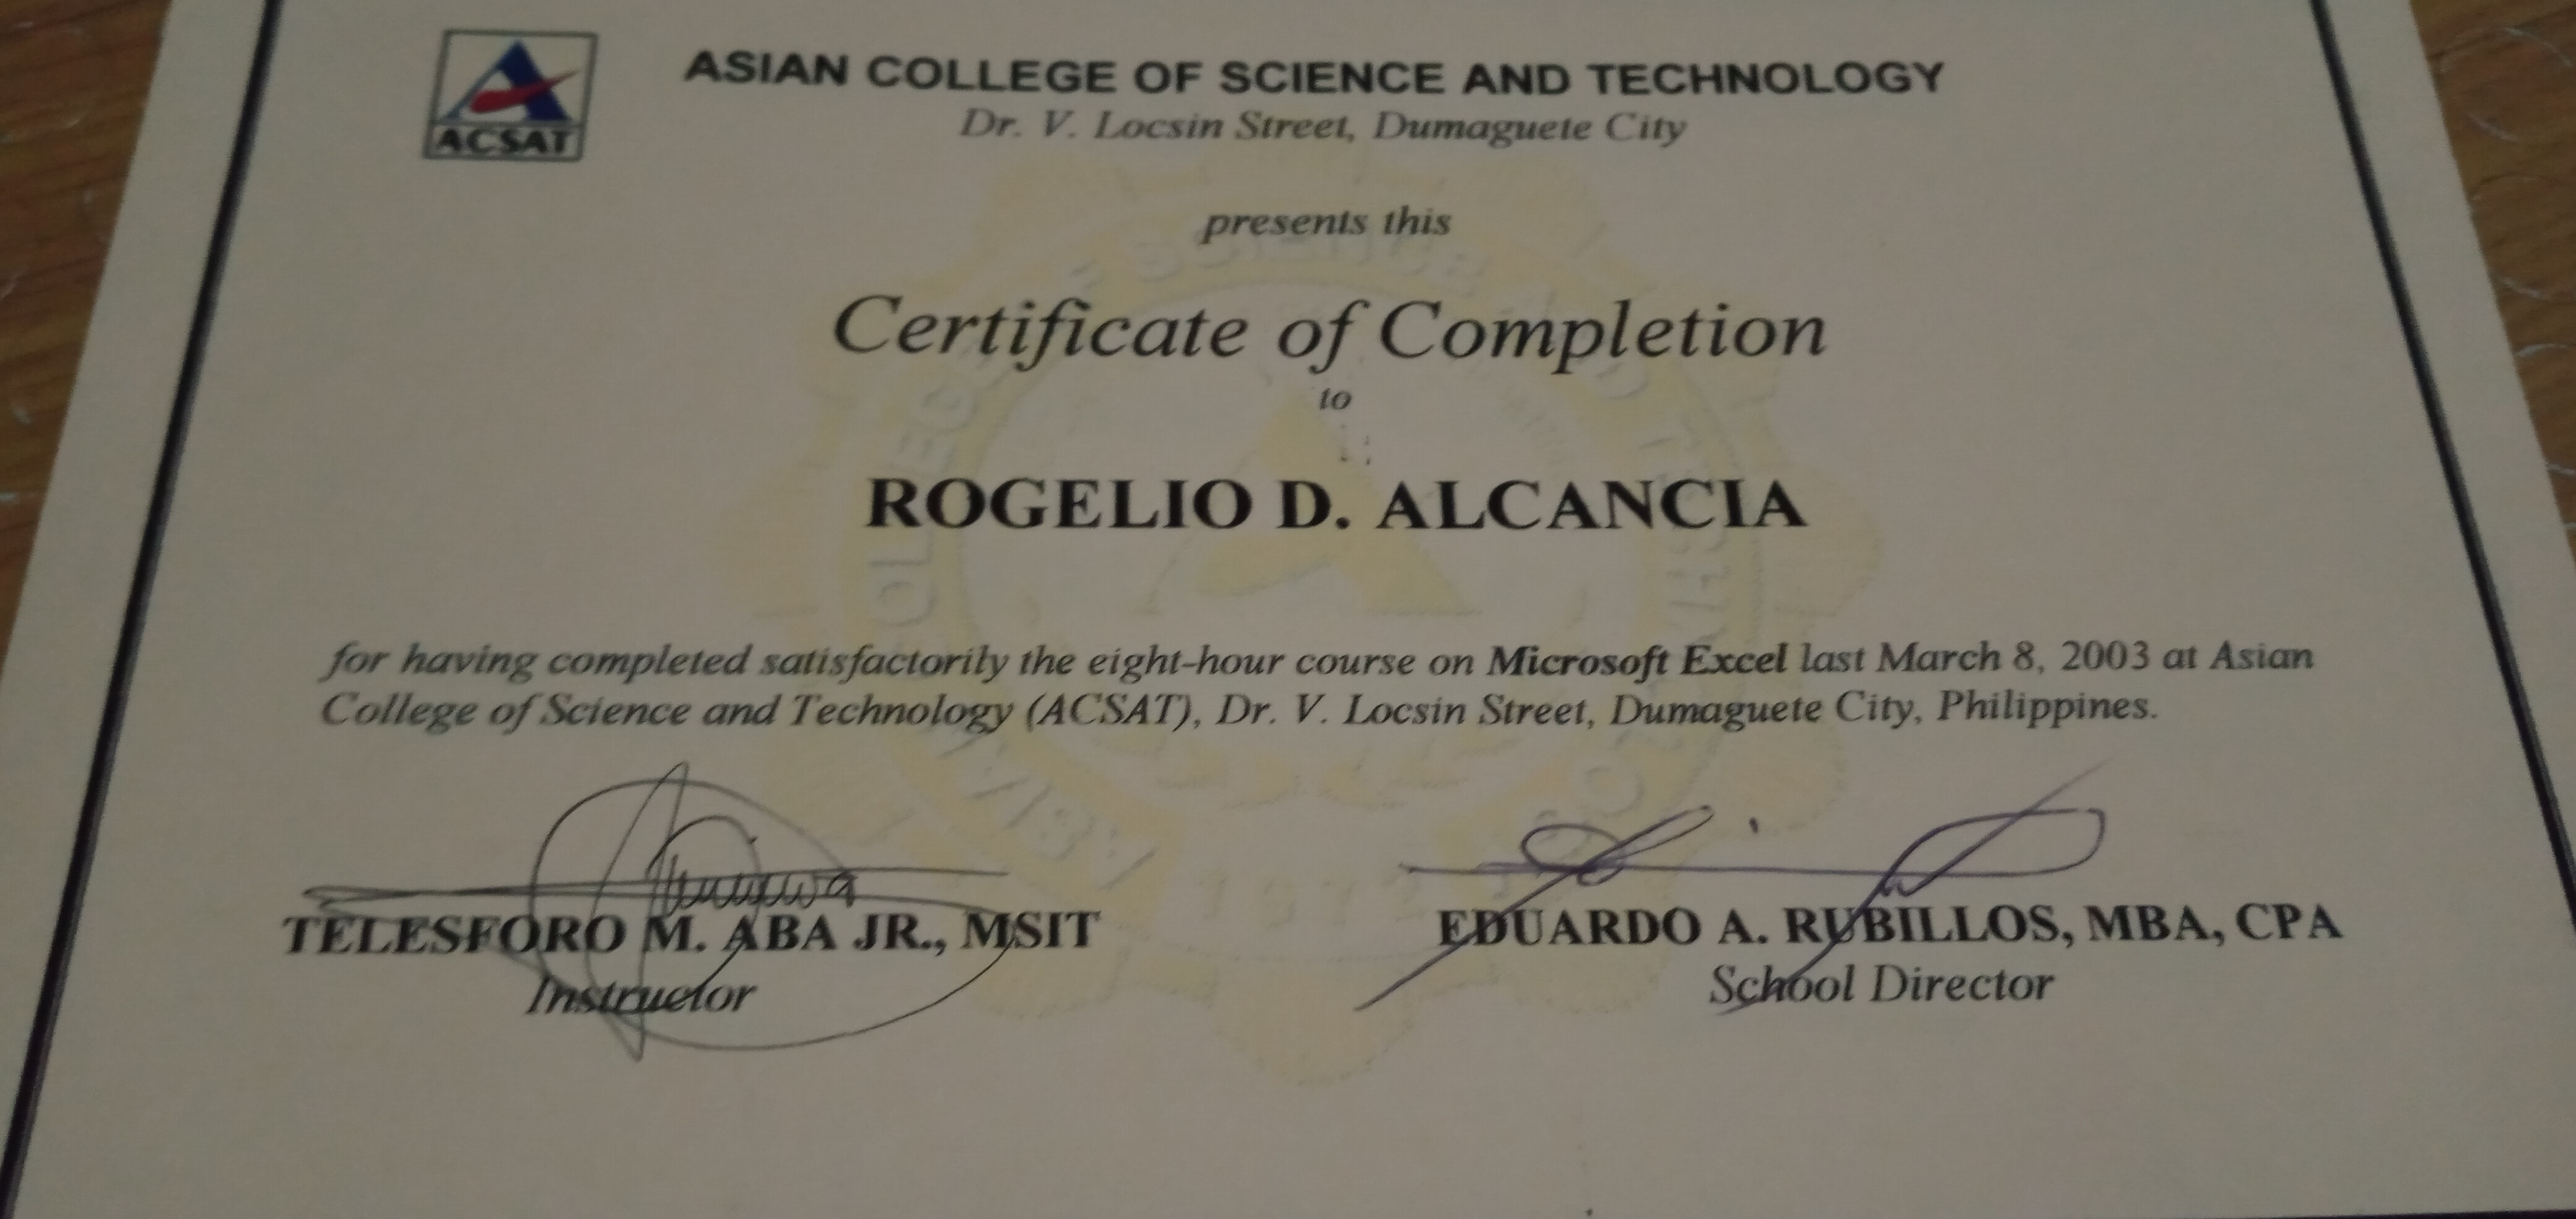 ACSAT
ASIAN COLLEGE OF SCIENCE AND TECHNOLOGY
Dr. V. Locsin Street, Dumaguete City
presents this
Certificate of Completion
to
ROGELIO D. ALCANCIA
for having completed satisfactorily the eight-hour course on Microsoft Excel last March 8, 2003 at Asian
College of Science and Technology (ACSAT), Dr. V. Locsin Street, Dumaguete City, Philippines.
TELESFORO M. ABA JR., MSIT
Instructor
EDUARDO A. RUBILLOS, MBA, CPA
School Director